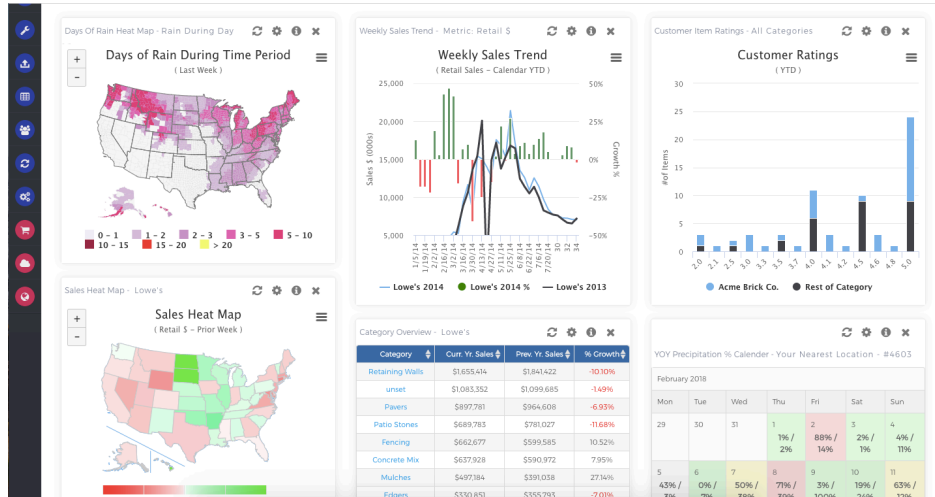 Days Of Rain Heat Map - Rain During Day
Days of Rain During Time Period
( Last Week )
+
−
0 - 1
1 - 2
2 - 3
3 - 5
5 - 10
10 - 15
15 - 20
> 20
Weekly Sales Trend - Metric: Retail $
Weekly Sales Trend
( Retail Sales - Calendar YTD )
25,000
20,000
15,000
10,000
5,000
Sales $ (000s)
50%
25%
0%
−25%
−50%
Growth %
1/5/14
1/19/14
2/2/14
2/16/14
3/2/14
3/16/14
3/30/14
4/13/14
4/27/14
5/11/14
5/25/14
6/8/14
6/22/14
7/6/14
7/20/14
30
32
34
Lowe's 2014
Lowe's 2014 %
Lowe's 2013
Customer Item Ratings - All Categories
Customer Ratings
( YTD )
30
25
20
15
10
5
0
#of Items
2.0
2.1
2.5
3.0
3.3
3.5
3.7
4.0
4.1
4.2
4.5
4.6
4.8
5.0
Acme Brick Co.
Rest of Category
Sales Heat Map - Lowe's
Sales Heat Map
( Retail $ - Prior Week )
+
−
Category Overview - Lowe's
Category Curr. Yr. Sales Prev. Yr. Sales % Growth
Retaining Walls $1,655,414 $1,841,422 -10.10%
unset $1,083,352 $1,099,685 -1.49%
Pavers $897,781 $964,608 -6.93%
Patio Stones $689,783 $781,027 -11.68%
Fencing $662,677 $599,585 10.52%
Concrete Mix $637,928 $590,972 7.95%
Mulches $497,184 $391,038 27.14%
Edgers $330,851 $355,793 -7.01%
YOY Precipitation % Calender - Your Nearest Location - #4603
February 2018
Mon Tue Wed Thu Fri Sat Sun
29 30 31 1 2 3 4
1% / 88% / 2% / 4% /
2% 14% 1% 11%
5 6 7 8 9 10 11
43% / 0% / 50% / 71% / 3% / 19% / 63% /